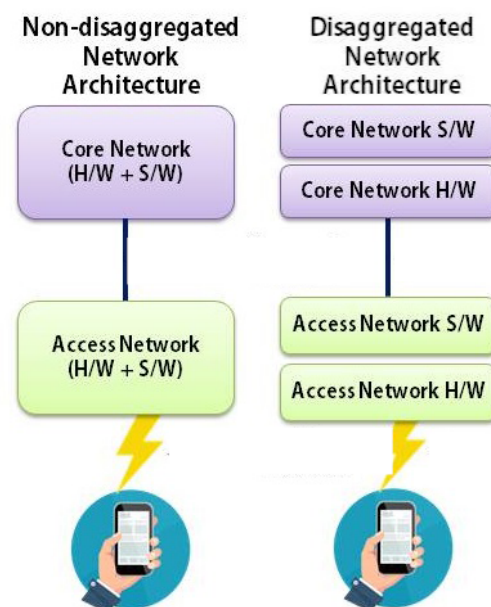 Non-disaggregated
Network
Architecture
Core Network
(H/W + S/W)
Access Network
(H/W + S/W)
Disaggregated
Network
Architecture
Core Network S/W
Core Network H/W
Access Network S/W
Access Network H/W